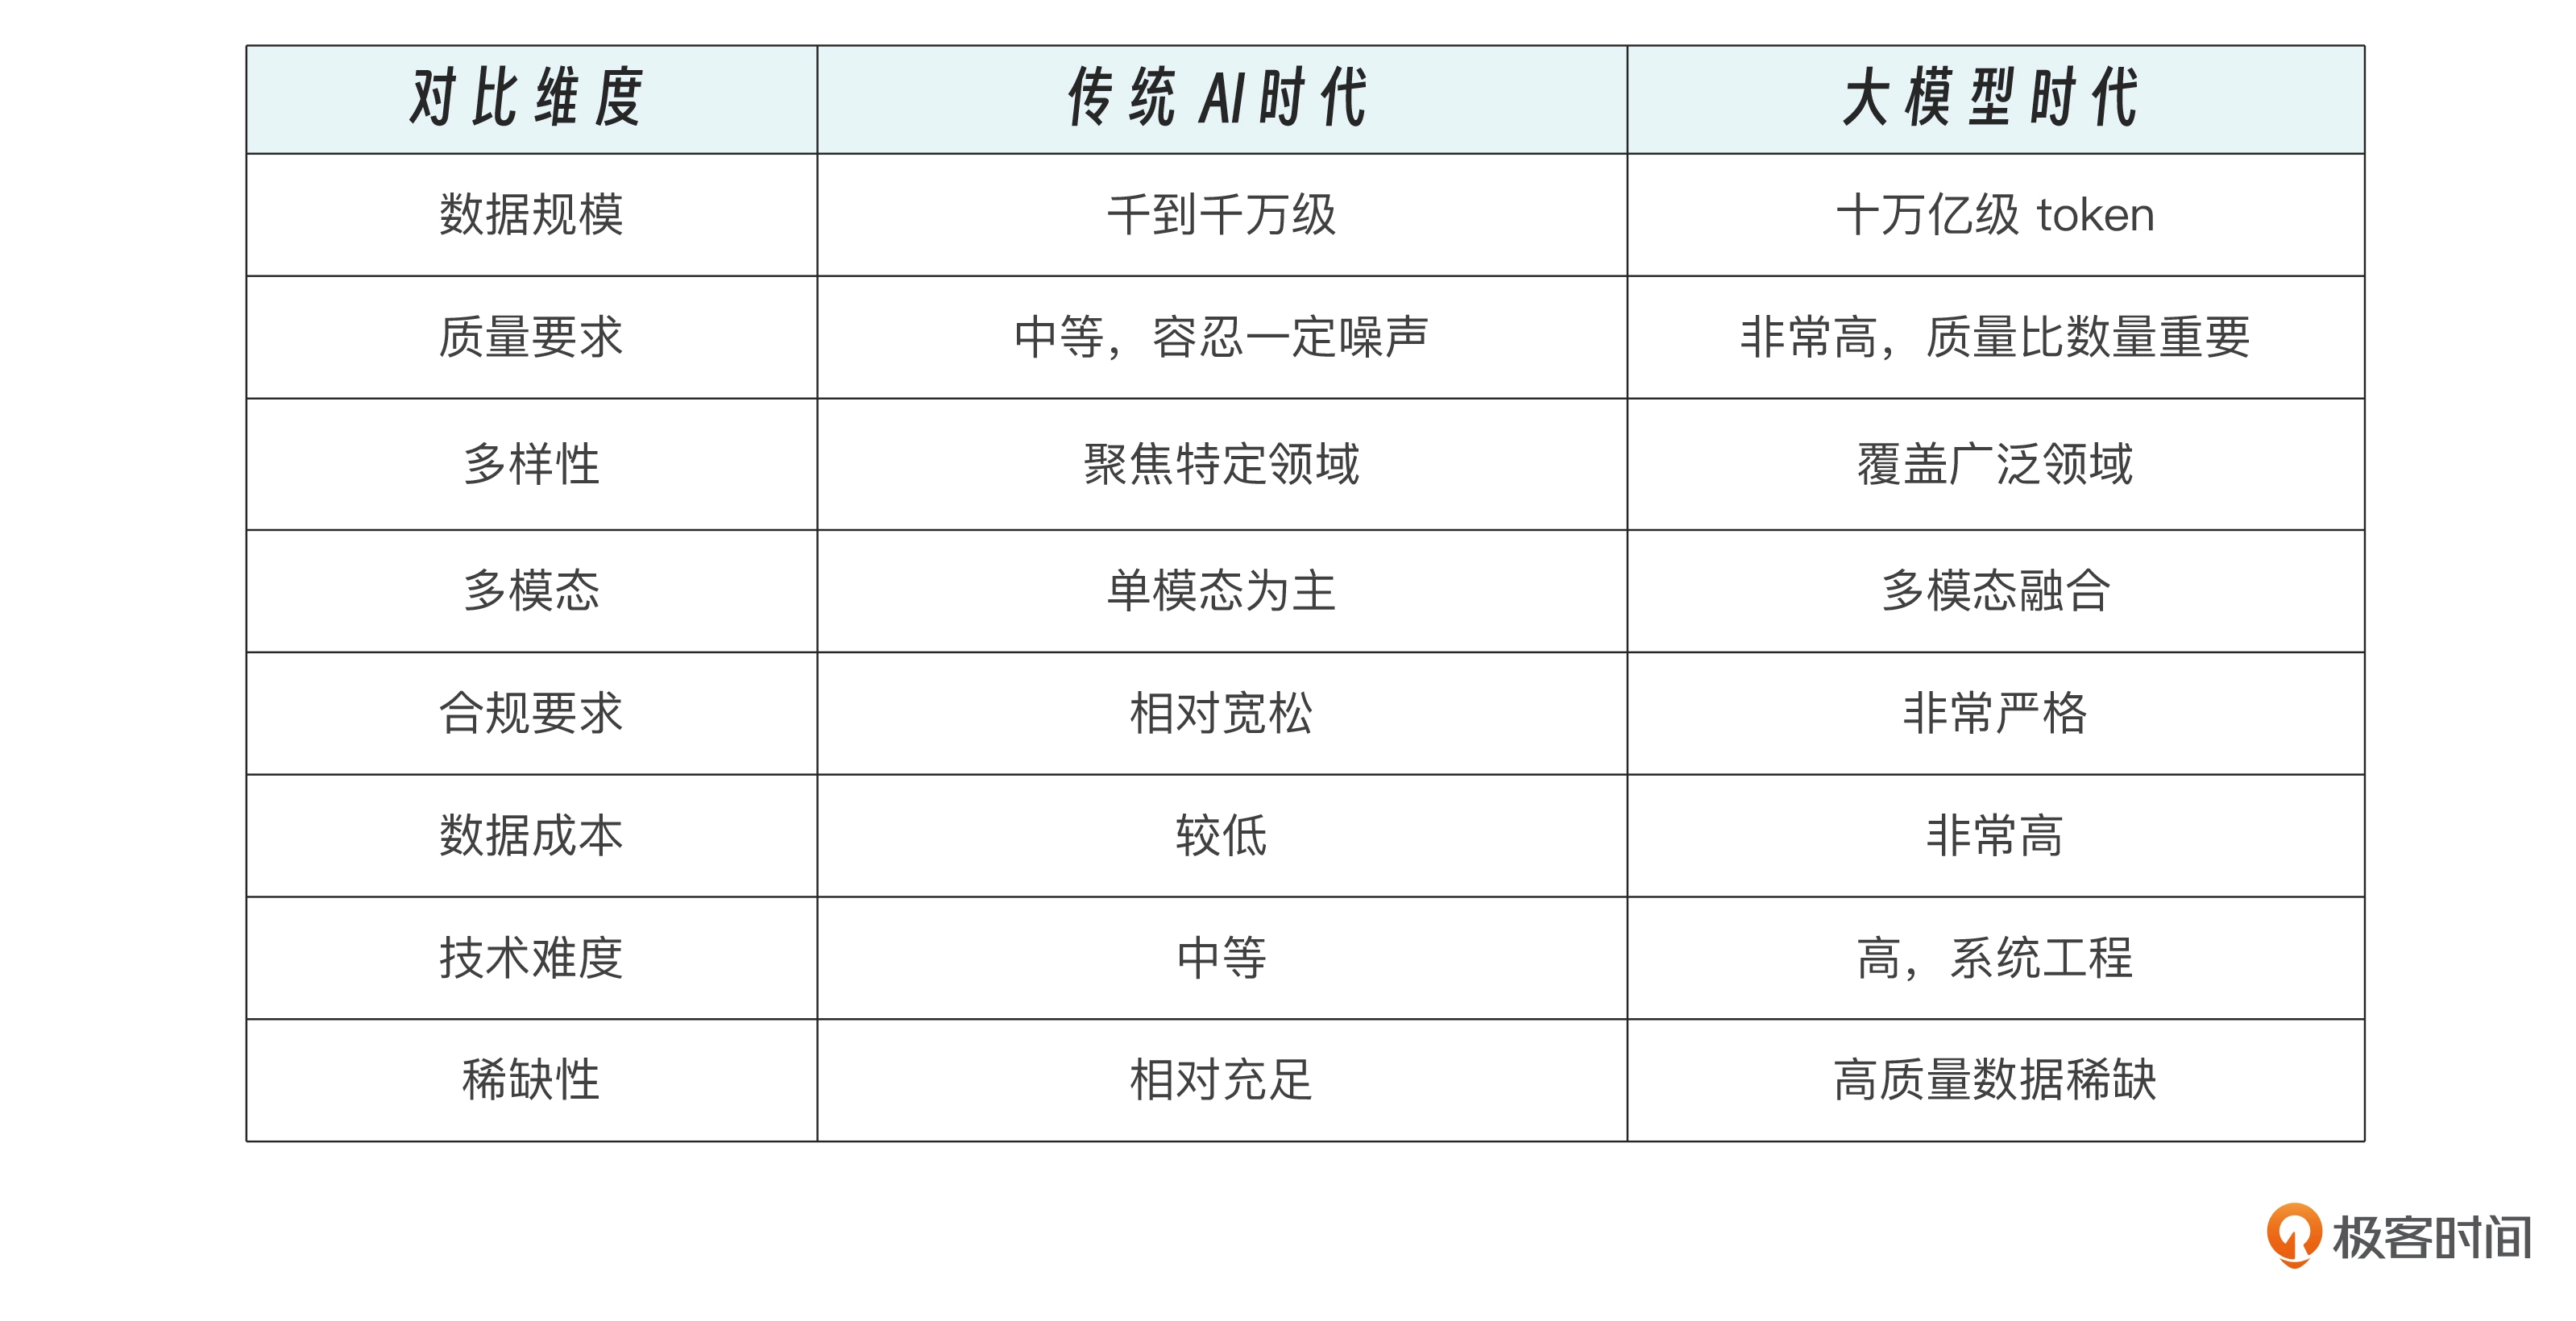 对比维度 传统AI时代 大模型时代
数据规模 千到千万级 十万亿级 token
质量要求 中等，容忍一定噪声 非常高，质量比数量重要
多样性 聚焦特定领域 覆盖广泛领域
多模态 单模态为主 多模态融合
合规要求 相对宽松 非常严格
数据成本 较低 非常高
技术难度 中等 高，系统工程
稀缺性 相对充足 高质量数据稀缺
极客时间